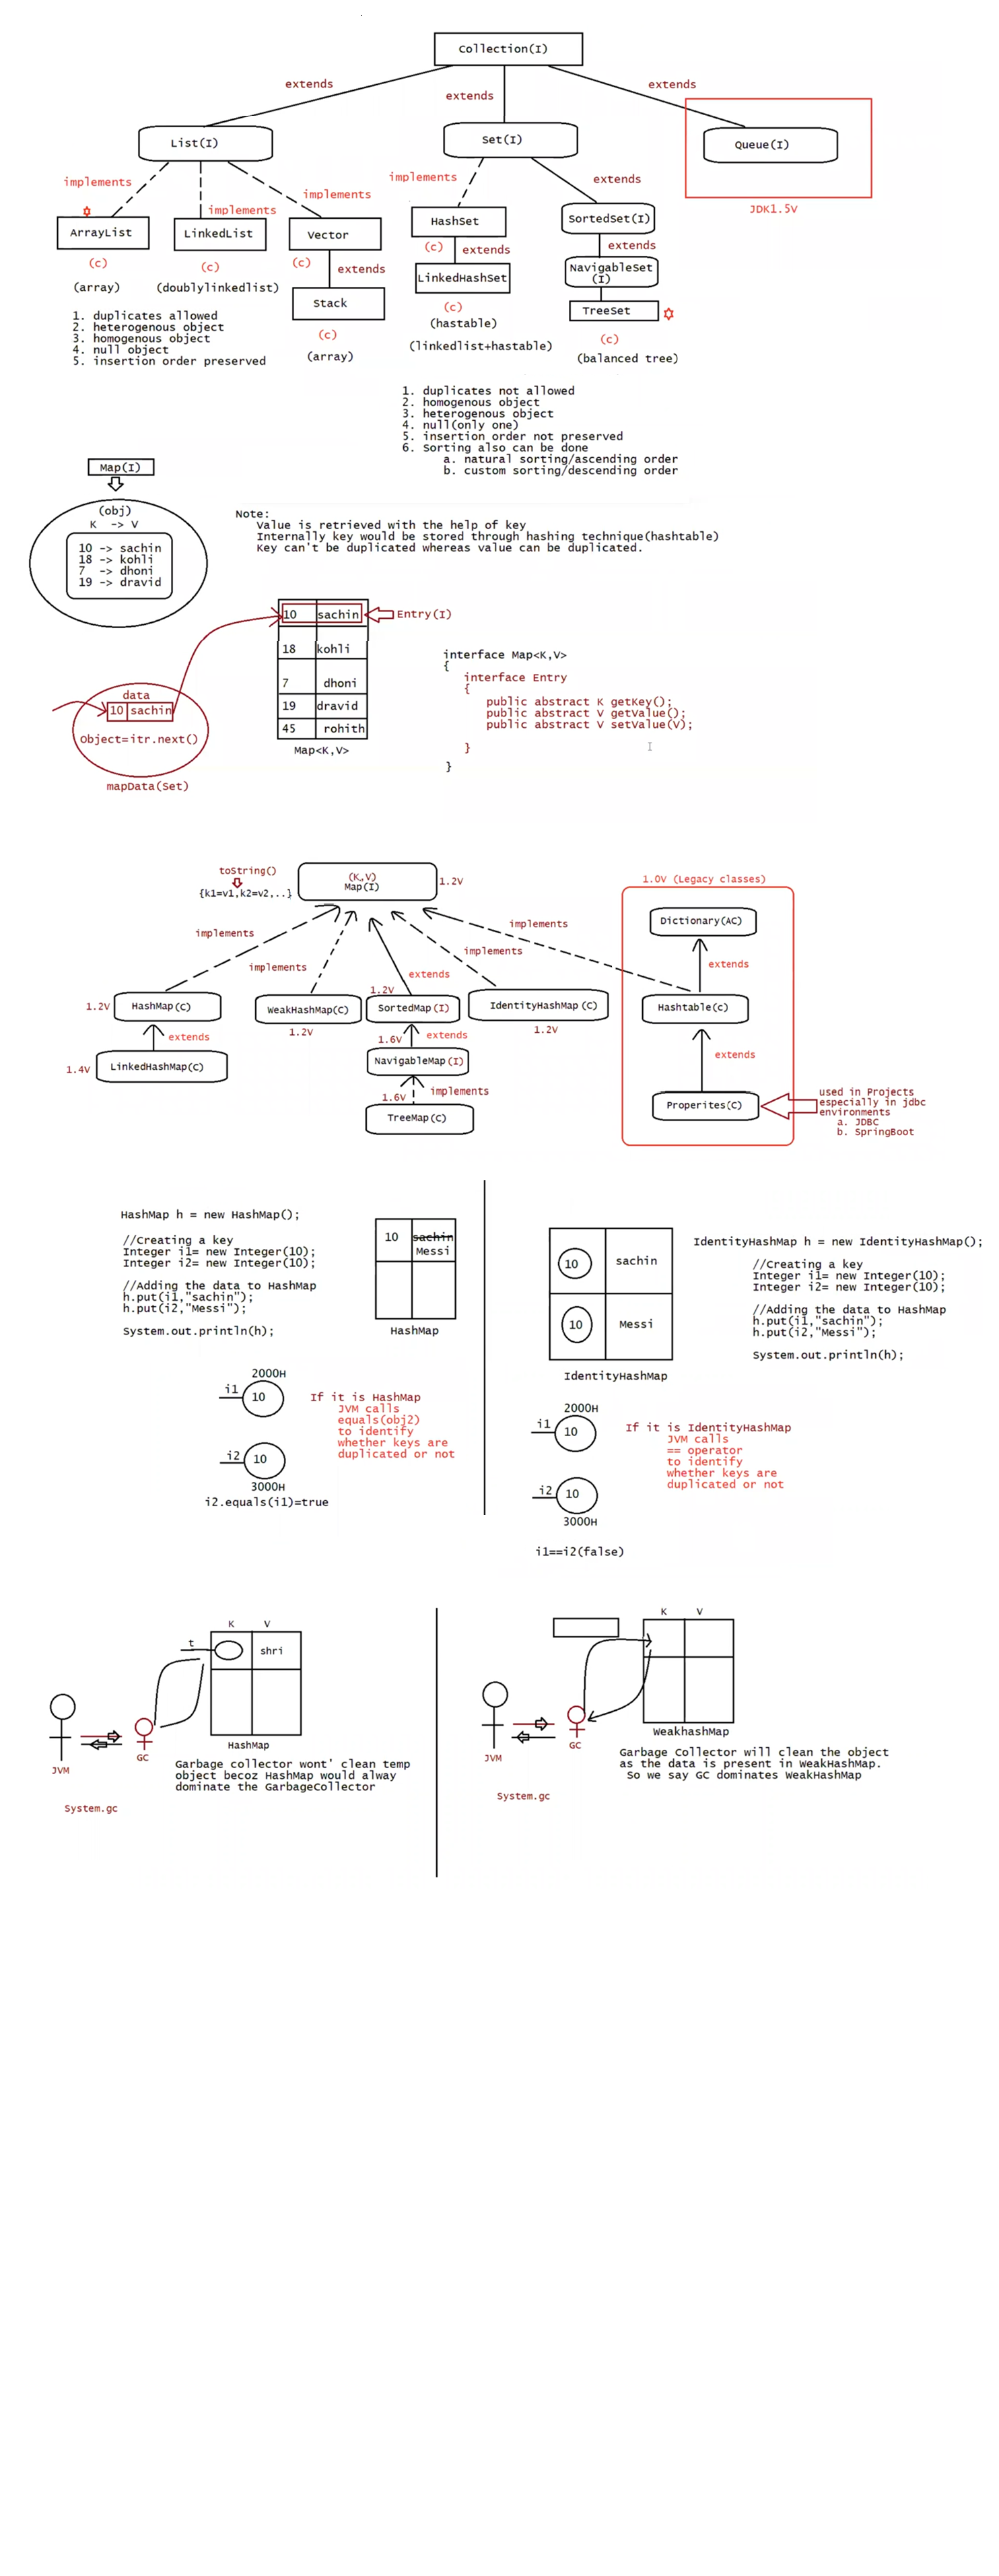 Collection(I)
extends
extends
extends
List(I)
Set(I)
Queue(I)
JDK1.5V
implements
implements
implements
implements
extends
ArrayList
LinkedList
Vector
HashSet
SortedSet(I)
(c)
(c)
(c)
(c)
extends
extends
extends
(array)
(doublylinkedlist)
Stack
LinkedHashSet
NavigableSet
(I)
TreeSet
(c)
(array)
(c)
(hastable)
(linkedlist+hastable)
(c)
(balanced tree)
1. duplicates allowed
2. heterogenous object
3. homogenous object
4. null object
5. insertion order preserved
1. duplicates not allowed
2. homogenous object
3. heterogenous object
4. null(only one)
5. insertion order not preserved
6. Sorting also can be done
a. natural sorting/ascending order
b. custom sorting/descending order
Map(I)
(obj)
K -> V
10 -> sachin
18 -> kohli
7 -> dhoni
19 -> dravid
Note:
Value is retrieved with the help of key
Internally key would be stored through hashing technique(hashtable)
Key can't be duplicated whereas value can be duplicated.
10 sachin
Entry(I)
18 kohli
7 dhoni
19 dravid
45 rohith
Map<K,V>
data
10 sachin
Object=itr.next()
mapData(Set)
interface Map<K,V>
{
interface Entry
{
public abstract K getKey();
public abstract V getValue();
public abstract V setValue(V);
}
}
toString()
{k1=v1,k2=v2,..}
(K,V)
Map(I)
1.2V
1.0V (Legacy classes)
Dictionary(AC)
implements
implements
extends
implements
implements
extends
1.2V
HashMap(C)
WeakHashMap(C)
1.2V
1.2V
SortedMap(I)
IdentityHashMap(C)
1.2V
Hashtable(c)
extends
1.4V
LinkedHashMap(C)
1.6V
extends
NavigableMap(I)
1.6V
implements
TreeMap(C)
extends
Properites(C)
used in Projects
especially in jdbc
environments
a. JDBC
b. SpringBoot
HashMap h = new HashMap();
//Creating a key
Integer i1= new Integer(10);
Integer i2= new Integer(10);
//Adding the data to HashMap
h.put(i1,"sachin");
h.put(i2,"Messi");
System.out.println(h);
10 sachin
Messi
HashMap
2000H
i1
10
i2
10
3000H
i2.equals(i1)=true
If it is HashMap
JVM calls
equals(obj2)
to identify
whether keys are
duplicated or not
10 sachin
10 Messi
IdentityHashMap
IdentityHashMap h = new IdentityHashMap();
//Creating a key
Integer i1= new Integer(10);
Integer i2= new Integer(10);
//Adding the data to HashMap
h.put(i1,"sachin");
h.put(i2,"Messi");
System.out.println(h);
2000H
i1
10
i2
10
3000H
i1==i2(false)
If it is IdentityHashMap
JVM calls
== operator
to identify
whether keys are
duplicated or not
K V
t
shri
HashMap
JVM
GC
System.gc
Garbage collector wont' clean temp
object becoz HashMap would alway
dominate the GarbageCollector
K V
WeakhashMap
JVM
GC
System.gc
Garbage Collector will clean the object
as the data is present in WeakHashMap.
So we say GC dominates WeakHashMap